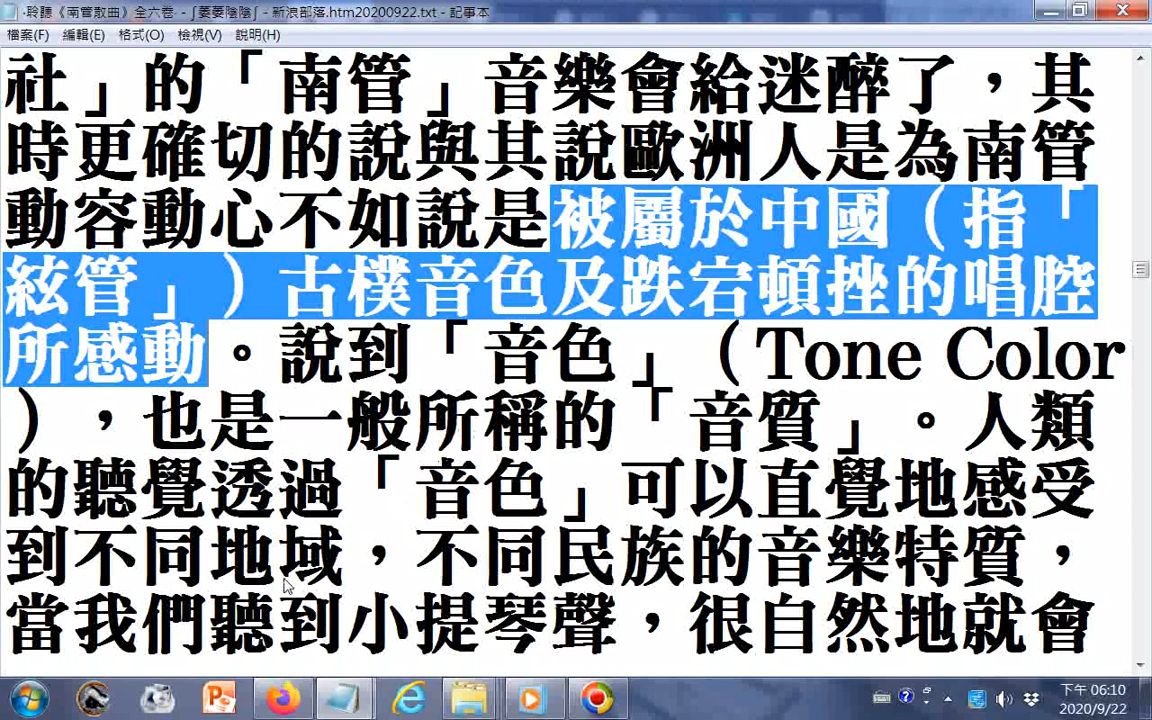 ·聆聽《南管散曲》全六卷· - ∫蔓蔓陰陰∫ - 新浪部落.htm20200922.txt - 記事本
檔案(F) 編輯(E) 格式(O) 檢視(V) 說明(H)
社」的「南管」音樂會給迷醉了，其
時更確切的說與其說歐洲人是為南管
動容動心不如說是被屬於中國（指「
絃管」）古樸音色及跌宕頓挫的唱腔
所感動。說到「音色」（Tone Color
），也是一般所稱的「音質」。人類
的聽覺透過「音色」可以直覺地感受
到不同地域，不同民族的音樂特質，
當我們聽到小提琴聲，很自然地就會
下午 06:10
2020/9/22